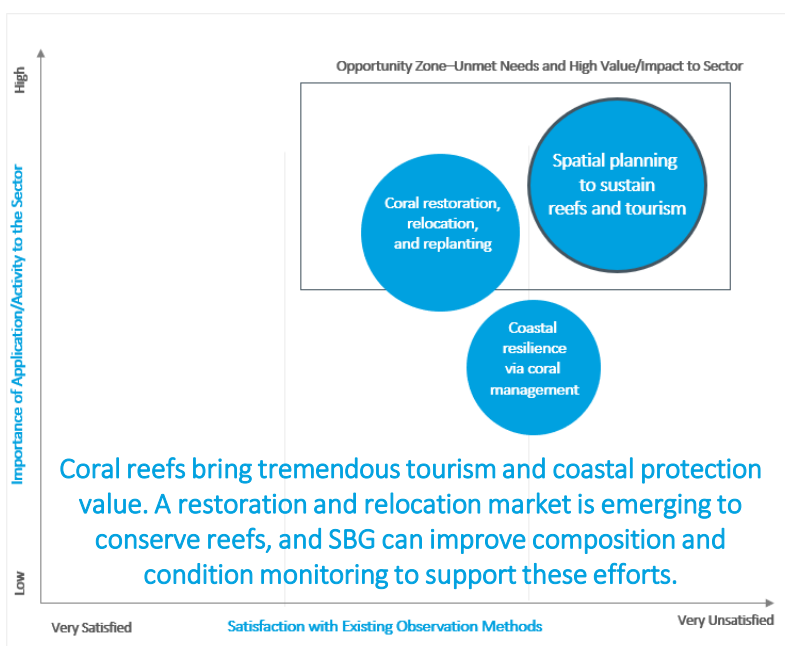 Opportunity Zone–Unmet Needs and High Value/Impact to Sector
High
Importance of Application/Activity to the Sector
Low
Spatial planning
to sustain
reefs and tourism
Coral restoration,
relocation,
and replanting
Coastal
resilience
via coral
management
Coral reefs bring tremendous tourism and coastal protection
value. A restoration and relocation market is emerging to
conserve reefs, and SBG can improve composition and
condition monitoring to support these efforts.
Very Satisfied
Satisfaction with Existing Observation Methods
Very Unsatisfied